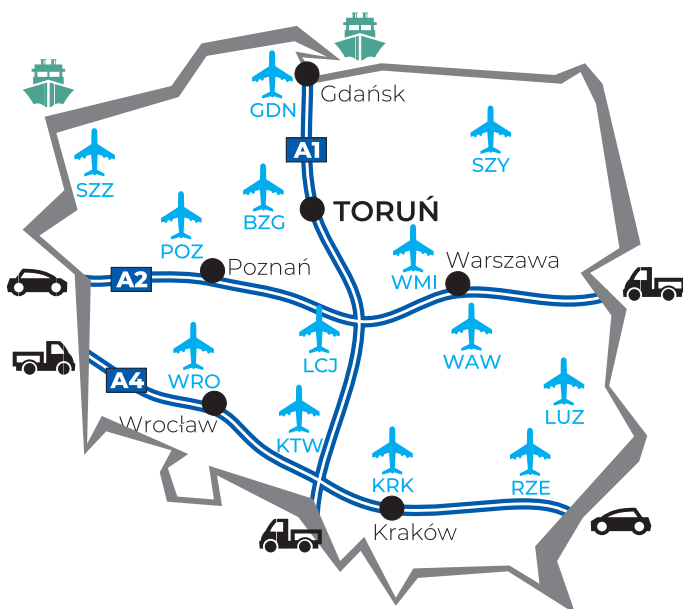 Gdańsk
GDN
A1
SZY
SZZ
BZG
TORUŃ
POZ
Poznań
WMI
Warszawa
A2
LCJ
WAW
WRO
A4
Wrocław
LUZ
KTW
KRK
RZE
Kraków